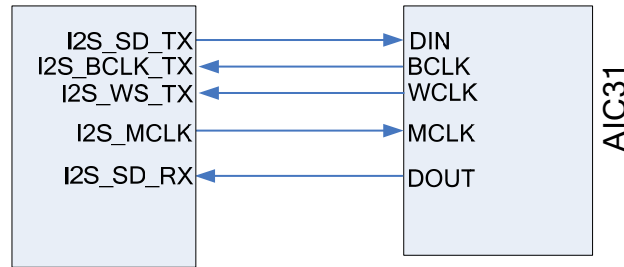 I2S_SD_TX
I2S_BCLK_TX
I2S_WS_TX
I2S_MCLK
I2S_SD_RX
DIN
BCLK
WCLK
MCLK
DOUT
AIC31